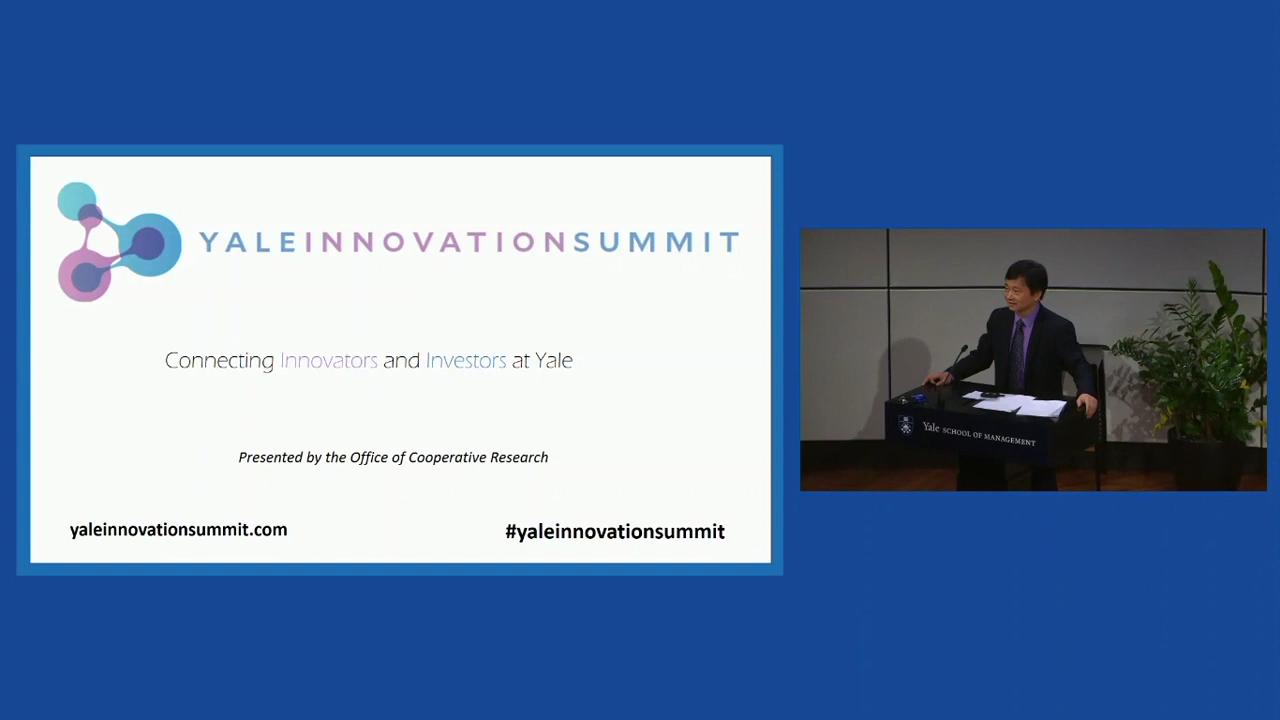 YALEINNOVATIONSUMMIT
Connecting Innovators and Investors at Yale
Presented by the Office of Cooperative Research
yaleinnovationsummit.com
#yaleinnovationsummit
Yale SCHOOL OF MANAGEMENT